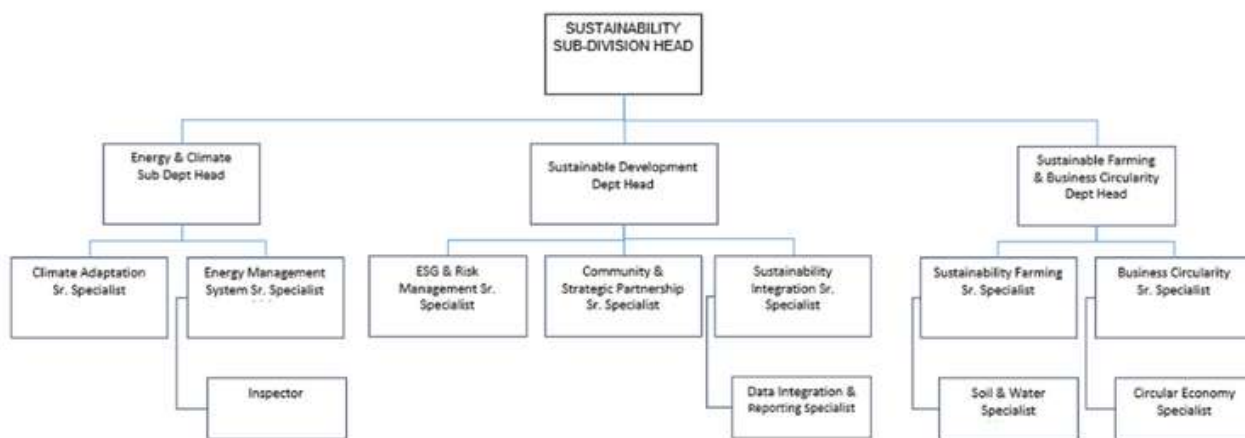 SUSTAINABILITY
SUB-DIVISION HEAD
Energy & Climate
Sub Dept Head
Sustainable Development
Dept Head
Sustainable Farming
& Business Circularity
Dept Head
Climate Adaptation
Sr. Specialist
Energy Management
System Sr. Specialist
ESG & Risk
Management Sr.
Specialist
Community &
Strategic Partnership
Sr. Specialist
Sustainability
Integration Sr.
Specialist
Sustainability Farming
Sr. Specialist
Business Circularity
Sr. Specialist
Inspector
Data Integration &
Reporting Specialist
Soil & Water
Specialist
Circular Economy
Specialist